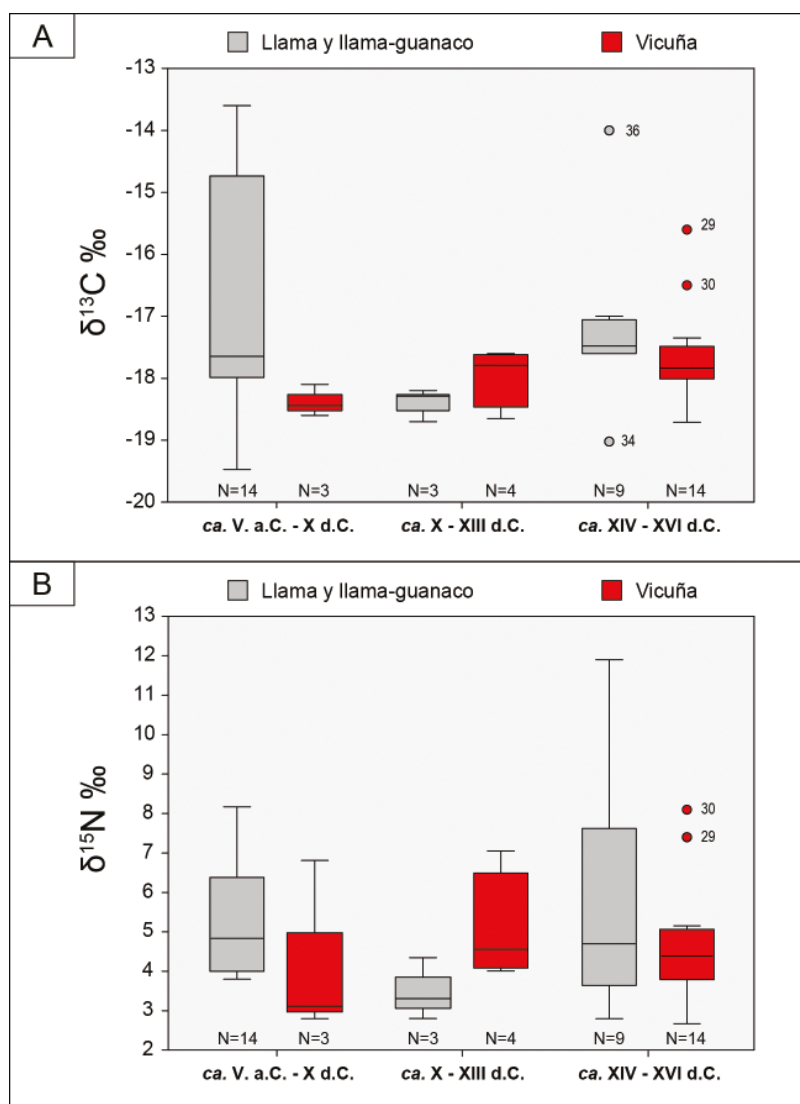 A
Llama y llama-guanaco Vicuña
δ¹³C ‰
-13
-14
-15
-16
-17
-18
-19
-20
36
29
30
34
N=14 N=3 N=3 N=4 N=9 N=14
ca. V. a.C. - X d.C. ca. X - XIII d.C. ca. XIV - XVI d.C.
B
Llama y llama-guanaco Vicuña
δ¹⁵N ‰
13
12
11
10
9
8
7
6
5
4
3
2
30
29
N=14 N=3 N=3 N=4 N=9 N=14
ca. V. a.C. - X d.C. ca. X - XIII d.C. ca. XIV - XVI d.C.